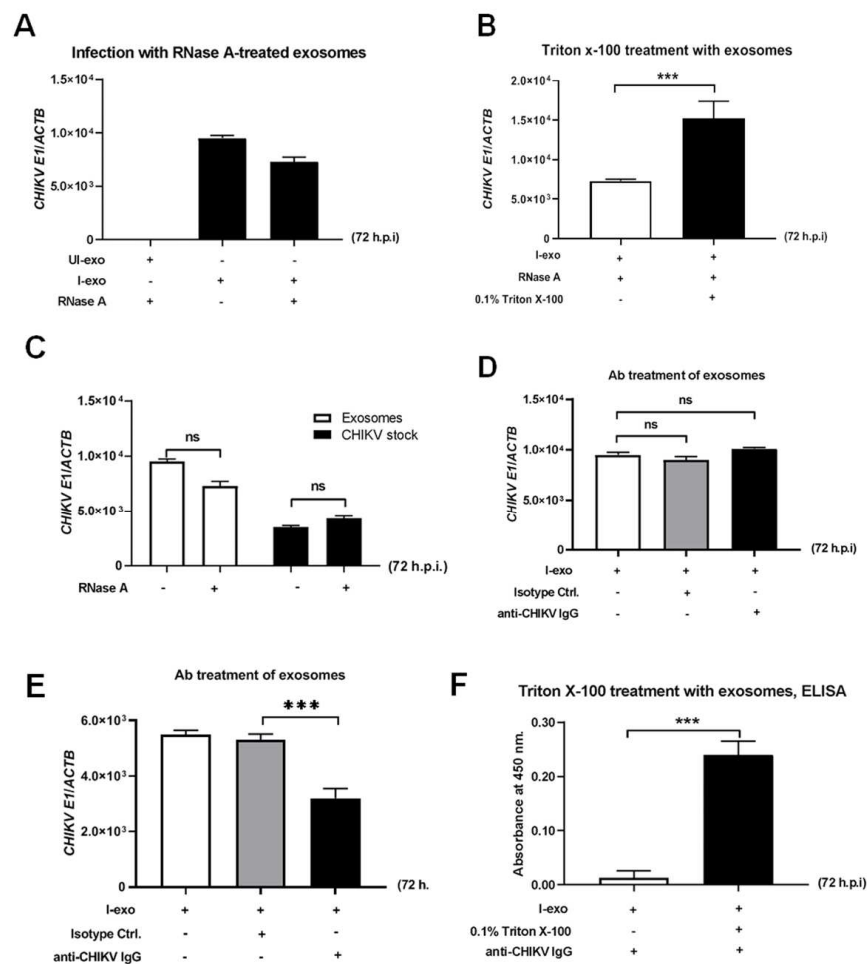 A
Infection with RNase A-treated exosomes
CHIKV E1/ACTB
1.5×10⁴
1.0×10⁴
5.0×10³
0
(72 h.p.i)
UI-exo + - -
I-exo - + +
RNase A + - +
B
Triton x-100 treatment with exosomes
CHIKV E1/ACTB
2.0×10⁴
1.5×10⁴
1.0×10⁴
5.0×10³
0
***
(72 h.p.i)
I-exo + +
RNase A + +
0.1% Triton X-100 - +
C
CHIKV E1/ACTB
1.5×10⁴
1.0×10⁴
5.0×10³
0
ns
ns
Exosomes
CHIKV stock
(72 h.p.i.)
RNase A - + - +
D
Ab treatment of exosomes
CHIKV E1/ACTB
1.5×10⁴
1.0×10⁴
5.0×10³
0
ns
ns
(72 h.p.i)
I-exo + + +
Isotype Ctrl. - + -
anti-CHIKV IgG - - +
E
Ab treatment of exosomes
CHIKV E1/ACTB
6.0×10³
4.0×10³
2.0×10³
0
***
(72 h.
I-exo + + +
Isotype Ctrl. - + -
anti-CHIKV IgG - - +
F
Triton X-100 treatment with exosomes, ELISA
Absorbance at 450 nm.
0.30
0.20
0.10
0.00
***
(72 h.p.i)
I-exo + +
0.1% Triton X-100 - +
anti-CHIKV IgG + +